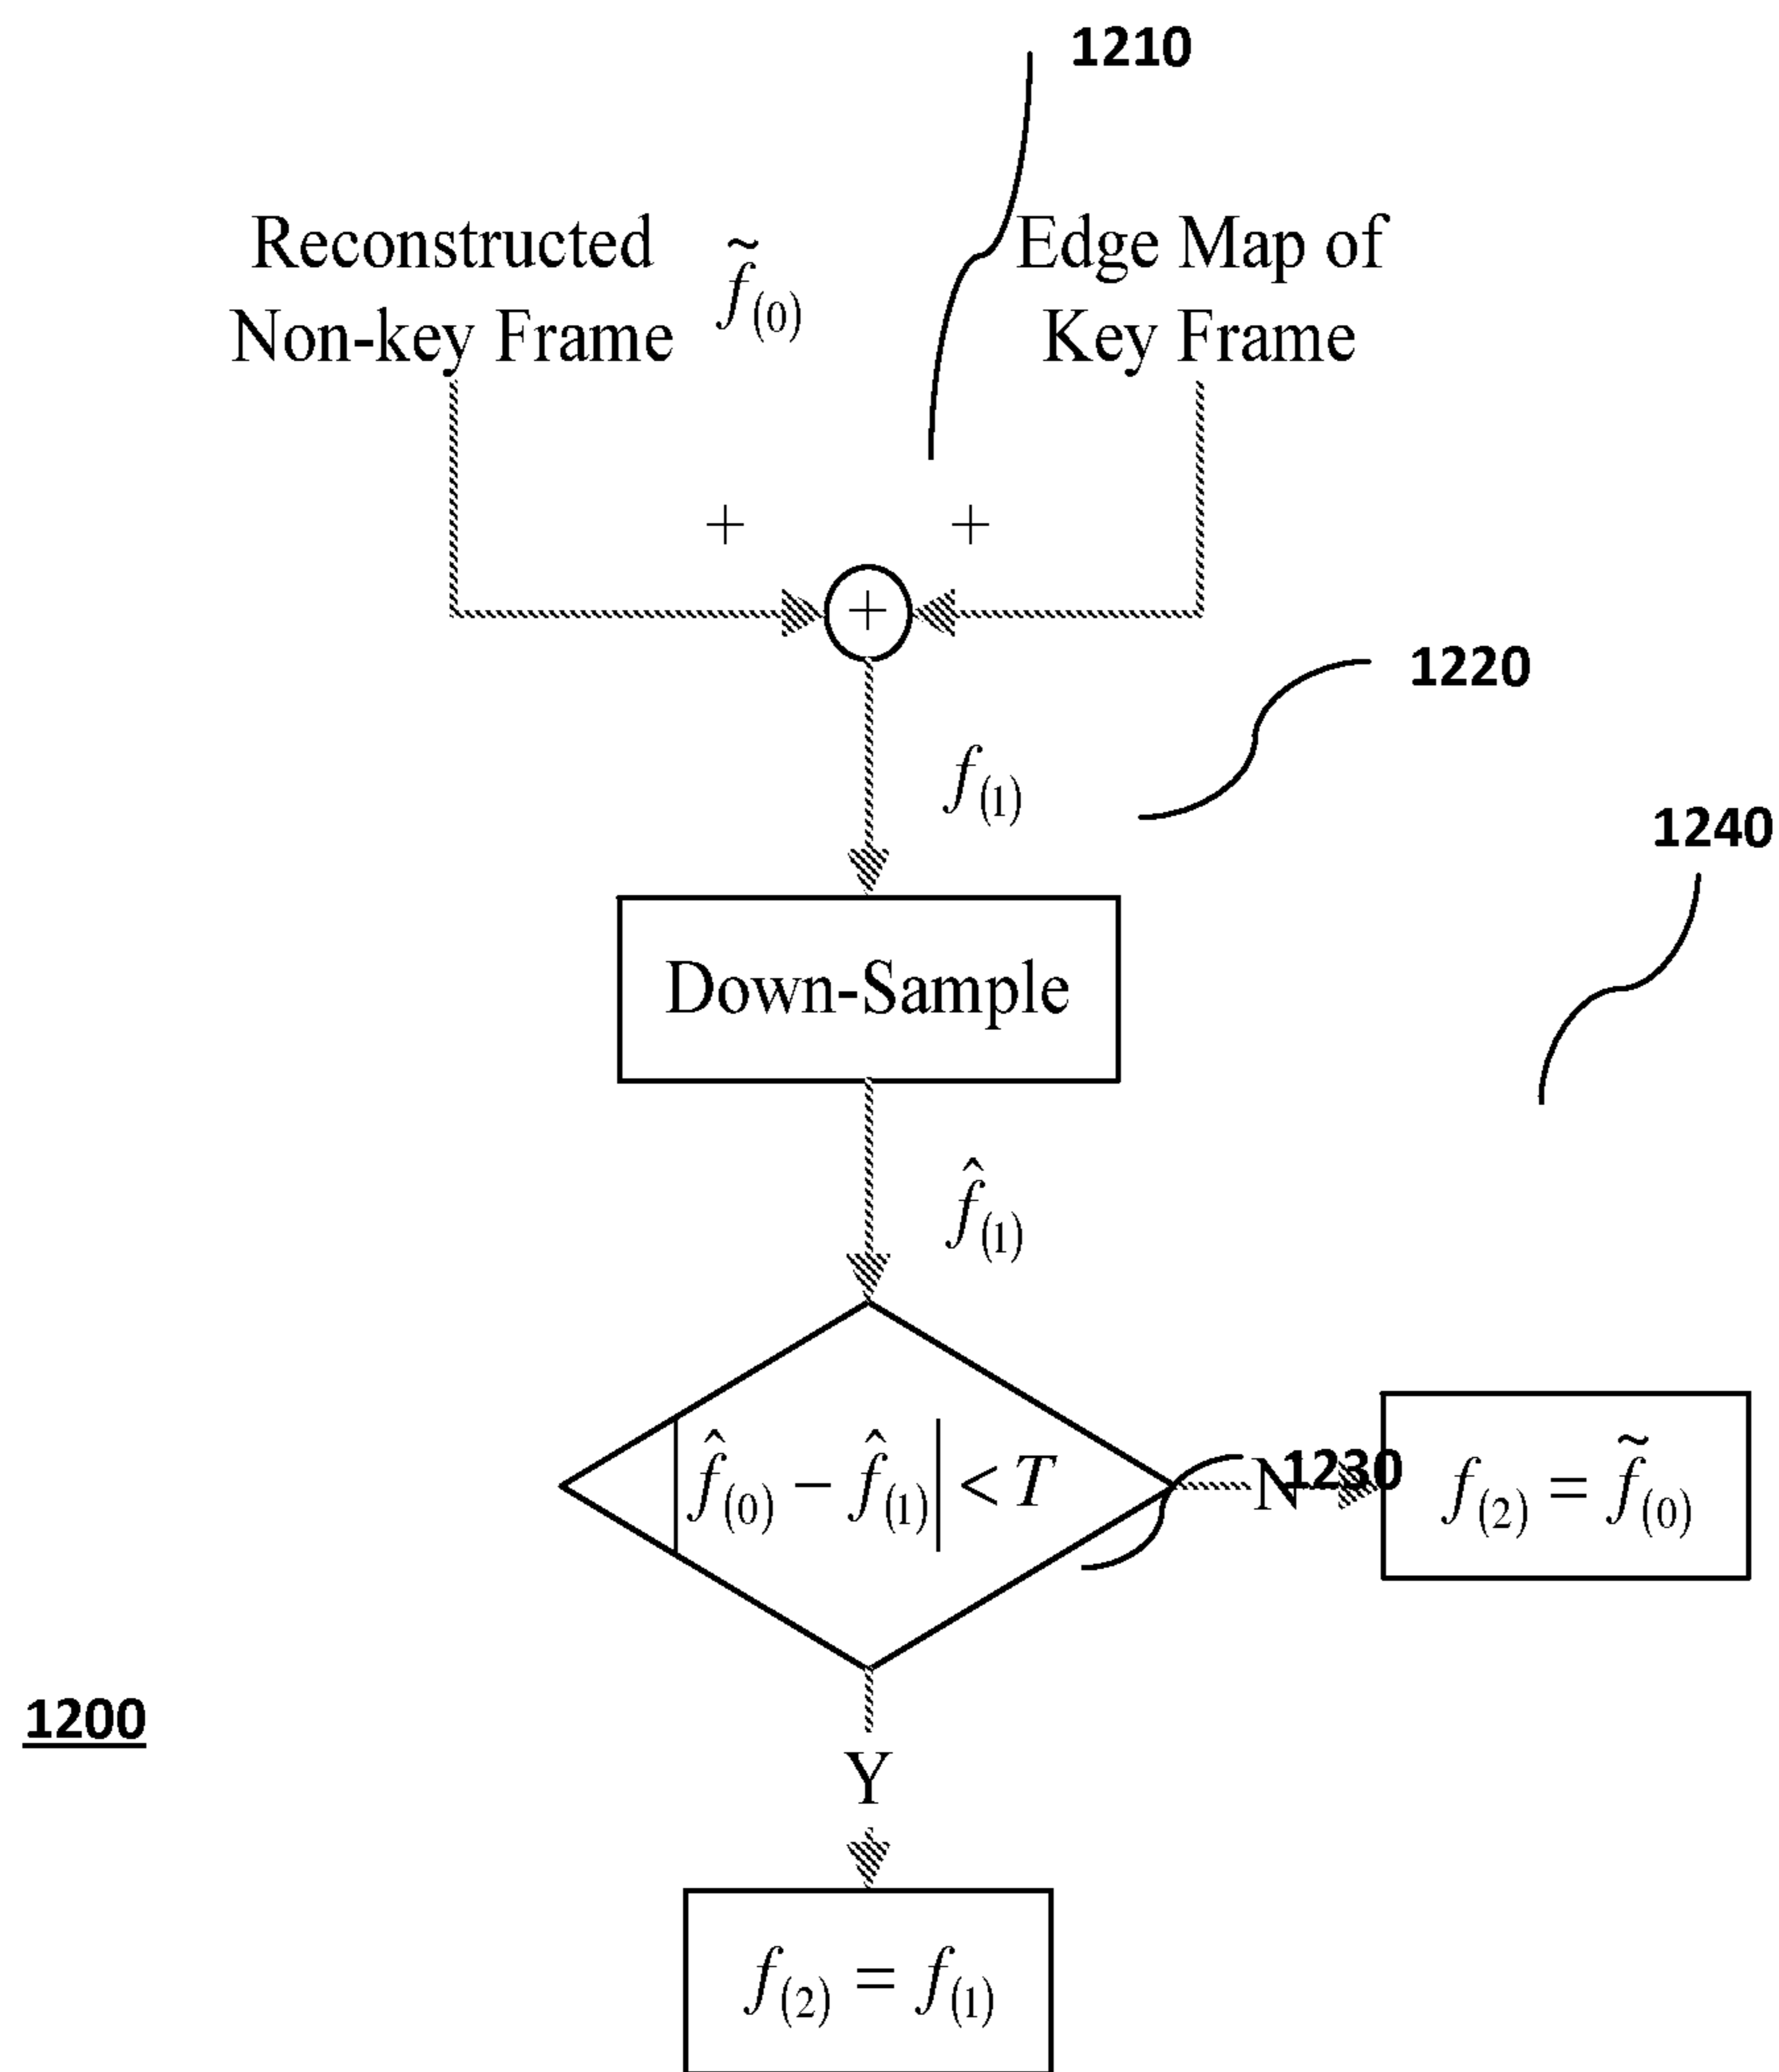 1210
Reconstructed
Non-key Frame
f̃(0)
Edge Map of
Key Frame
+ +
+
1220
f(1)
1240
Down-Sample
f̂(1)
|f̂(0) − f̂(1)| < T
N
1230
f(2) = f̃(0)
1200
Y
f(2) = f(1)